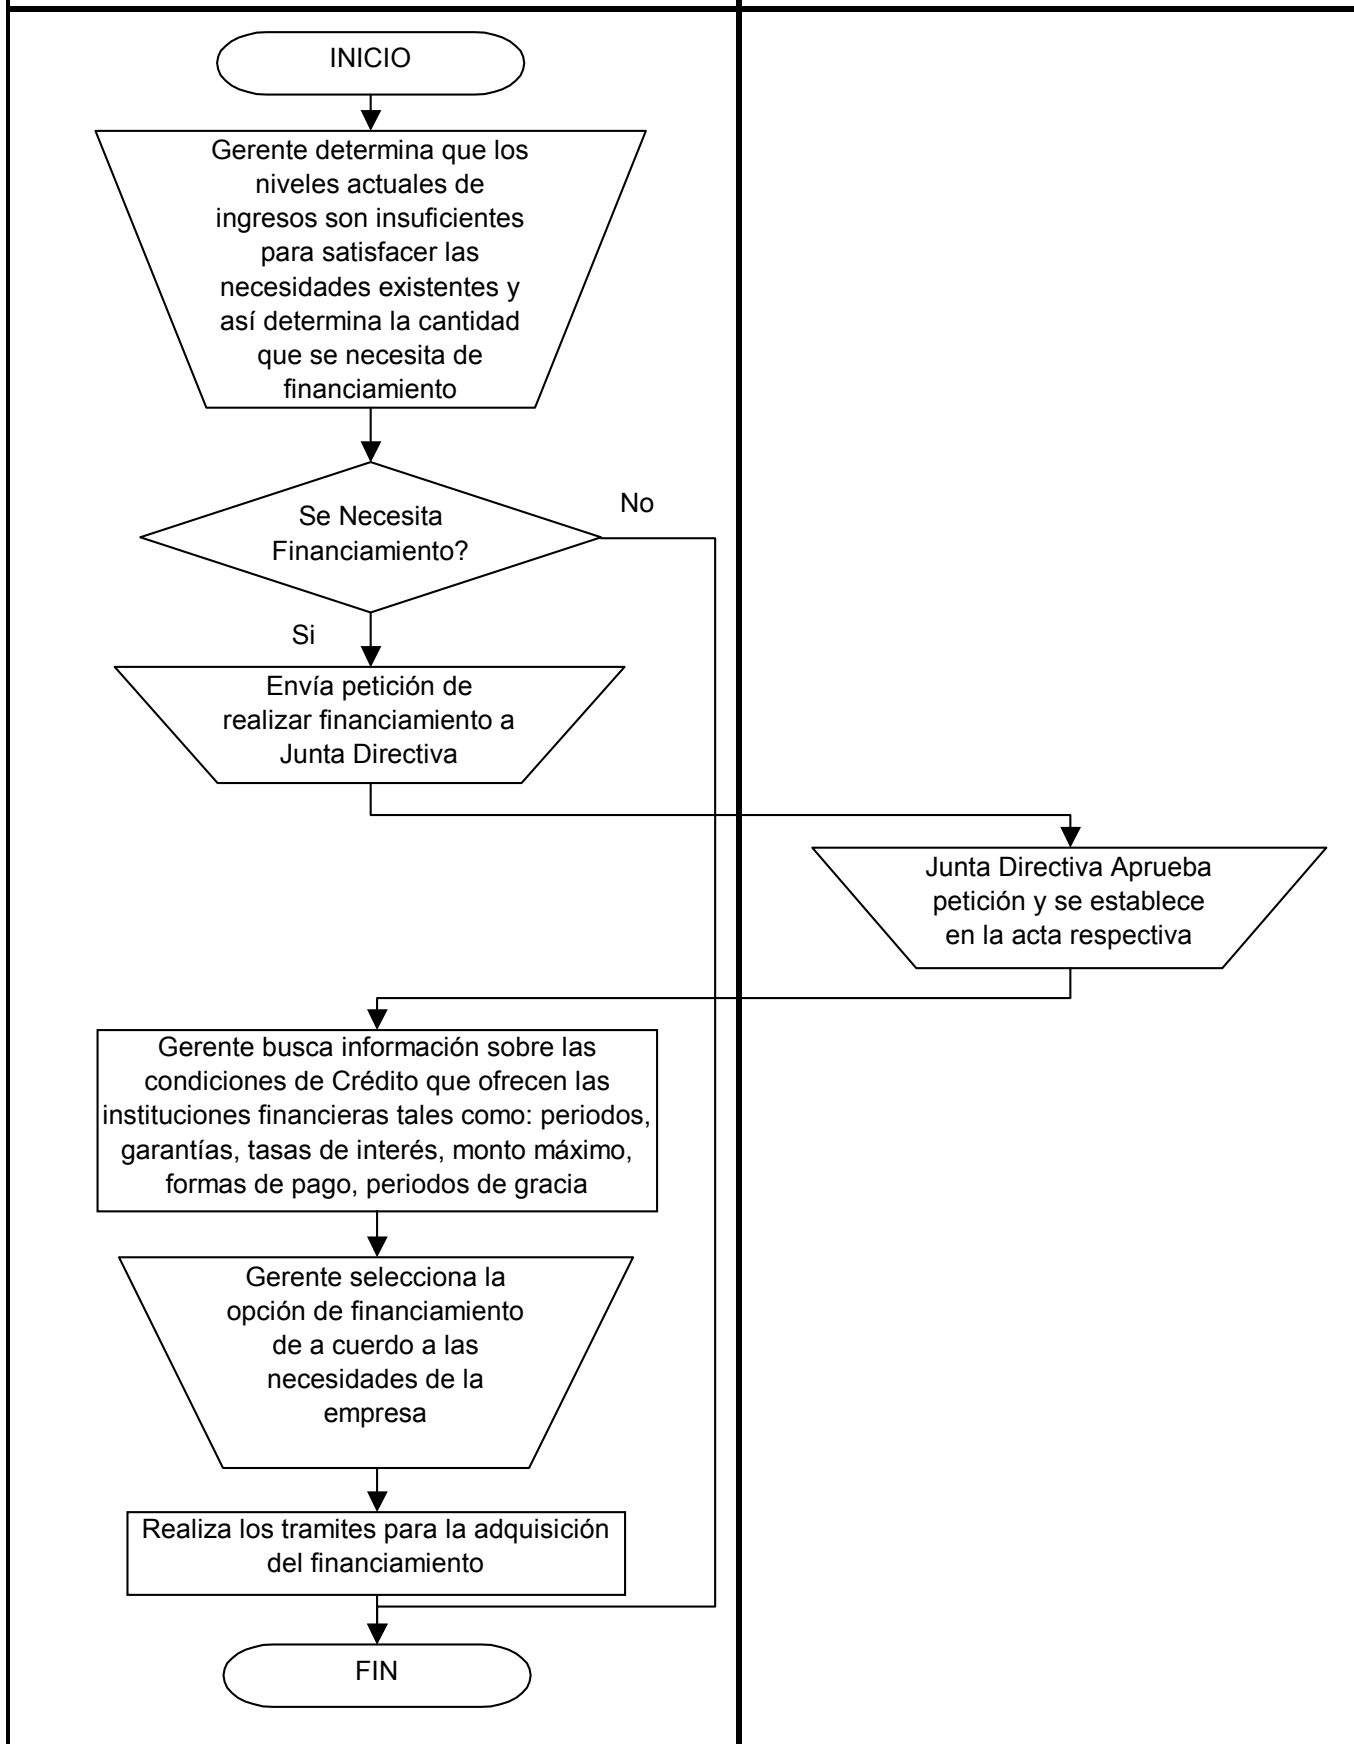 INICIO
Gerente determina que los
niveles actuales de
ingresos son insuficientes
para satisfacer las
necesidades existentes y
así determina la cantidad
que se necesita de
financiamiento
Se Necesita
Financiamiento?
No
Si
Envía petición de
realizar financiamiento a
Junta Directiva
Junta Directiva Aprueba
petición y se establece
en la acta respectiva
Gerente busca información sobre las
condiciones de Crédito que ofrecen las
instituciones financieras tales como: periodos,
garantías, tasas de interés, monto máximo,
formas de pago, periodos de gracia
Gerente selecciona la
opción de financiamiento
de a cuerdo a las
necesidades de la
empresa
Realiza los tramites para la adquisición
del financiamiento
FIN